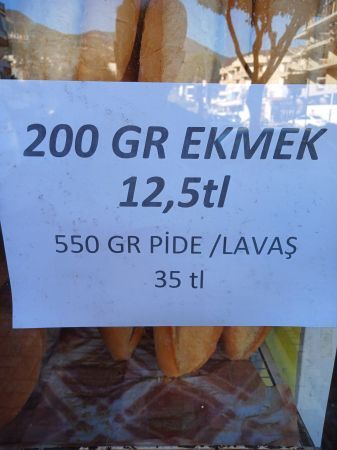 200 GR EKMEK
12,5tl
550 GR PİDE /LAVAŞ
35 tl